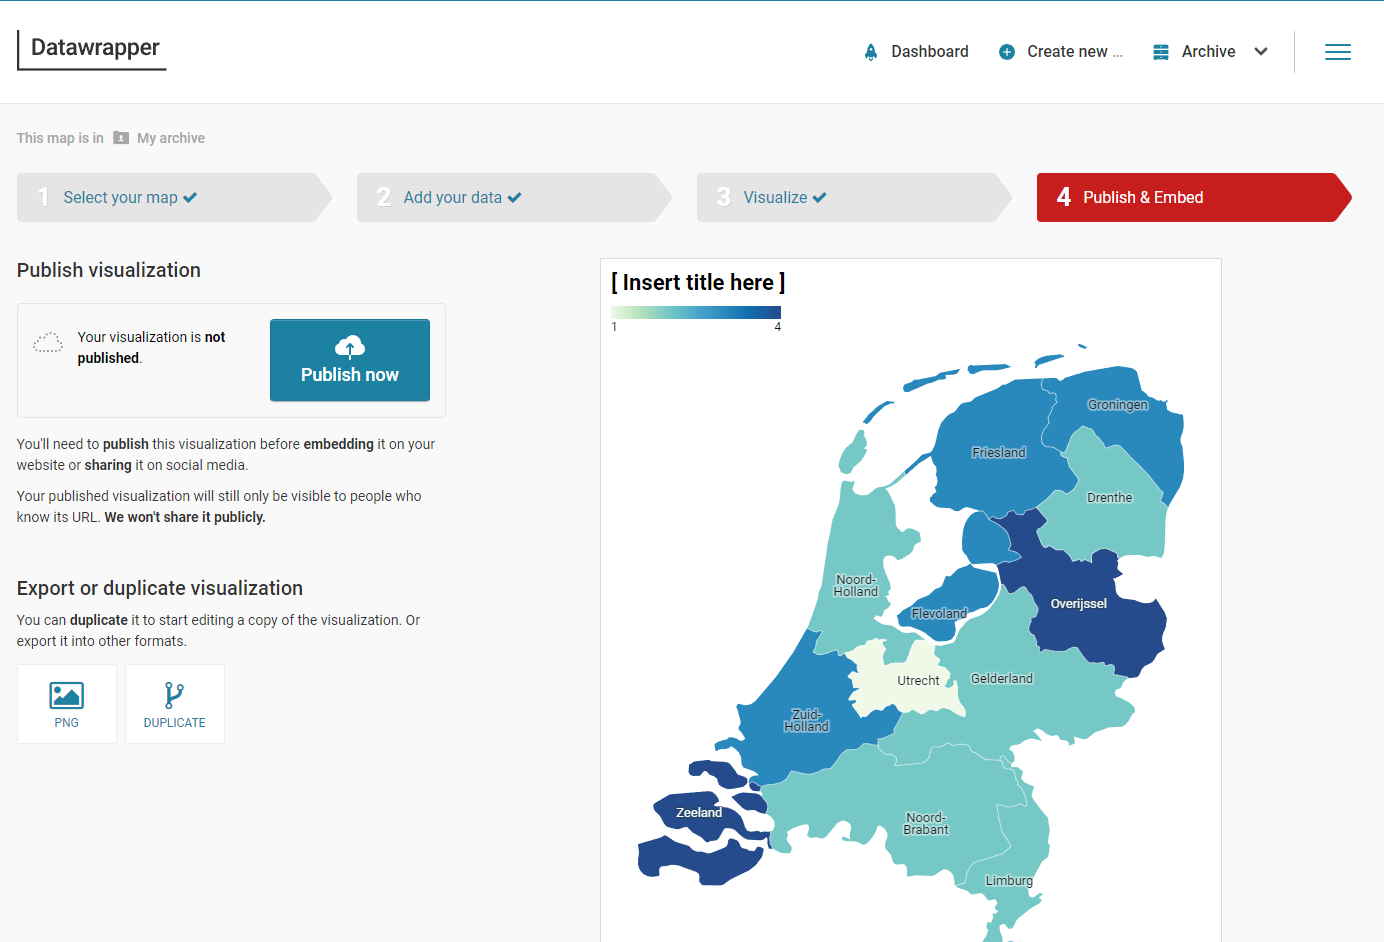 Datawrapper
Dashboard
Create new ...
Archive
This map is in My archive
1 Select your map
2 Add your data
3 Visualize
4 Publish & Embed
Publish visualization
Your visualization is not
published.
Publish now
You'll need to publish this visualization before embedding it on your
website or sharing it on social media.
Your published visualization will still only be visible to people who
know its URL. We won't share it publicly.
Export or duplicate visualization
You can duplicate it to start editing a copy of the visualization. Or
export it into other formats.
PNG
DUPLICATE
[ Insert title here ]
1 4
Groningen
Friesland
Drenthe
Noord-
Holland
Overijssel
Flevoland
Utrecht
Gelderland
Zuid-
Holland
Zeeland
Noord-
Brabant
Limburg